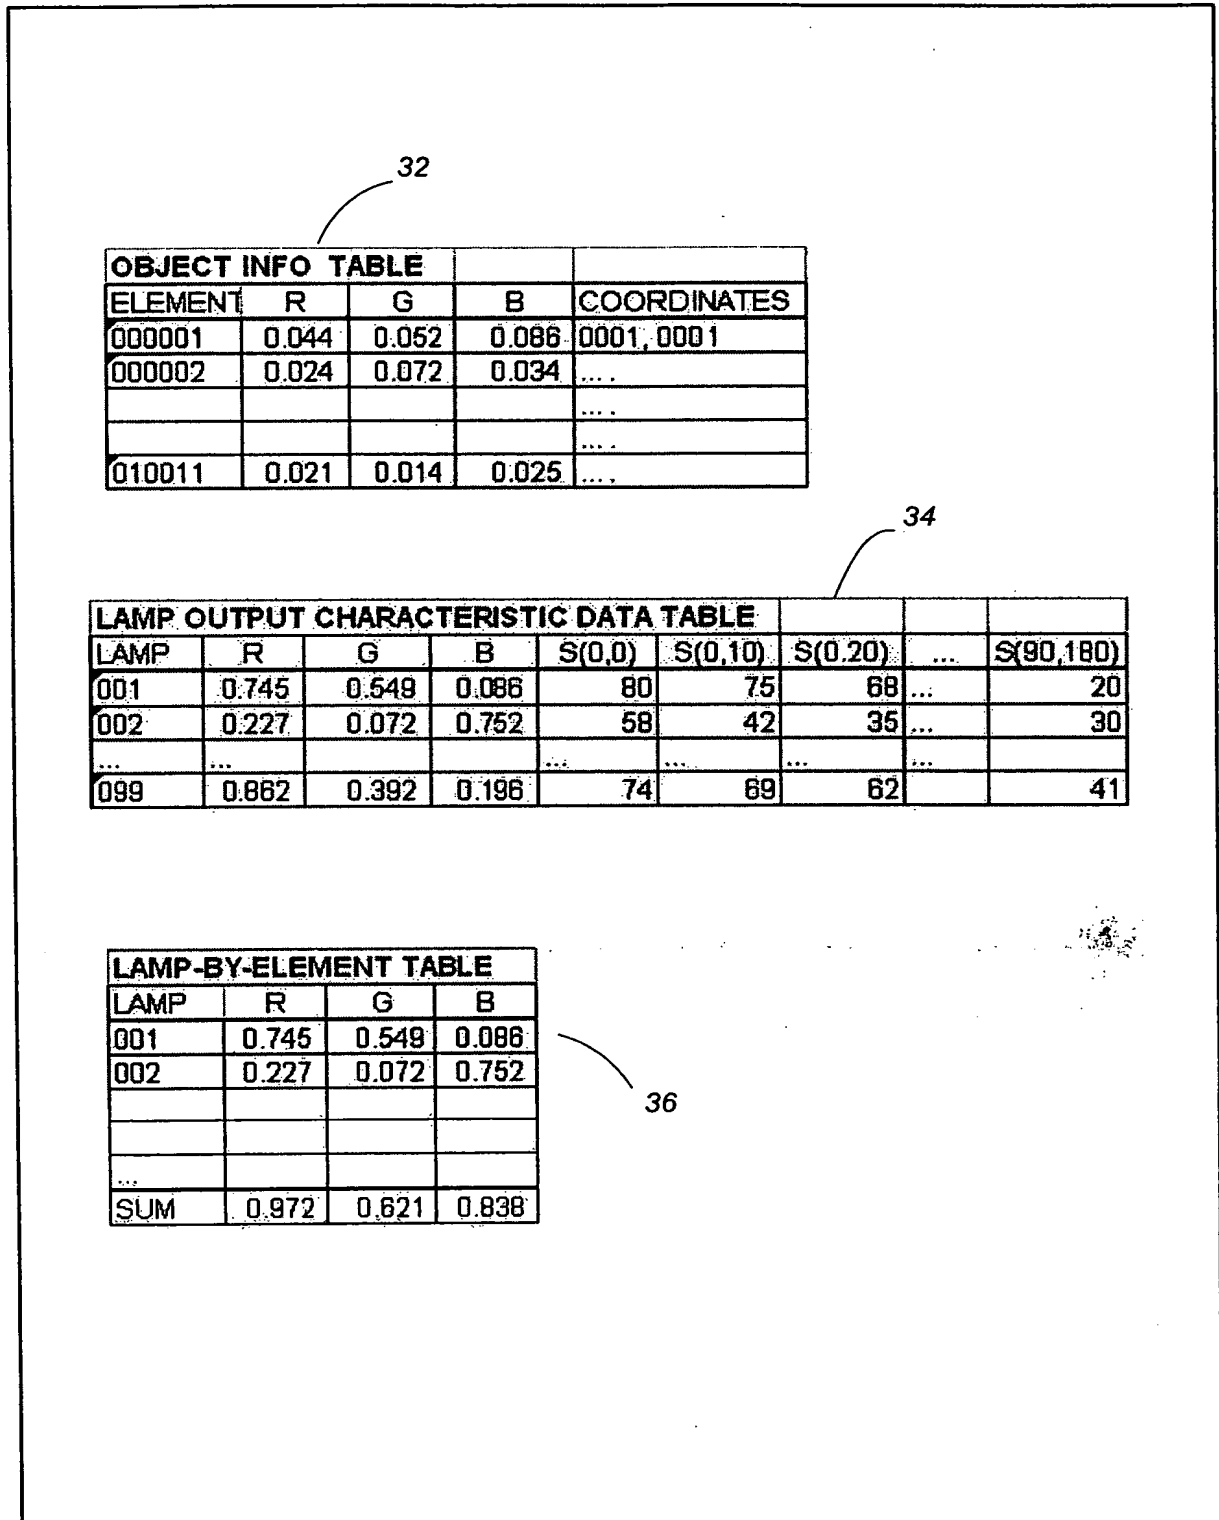 32
OBJECT INFO TABLE
ELEMENT R G B COORDINATES
000001 0.044 0.052 0.086 0001, 0001
000002 0.024 0.072 0.034 ... .
... .
... .
010011 0.021 0.014 0.025 ... .
34
LAMP OUTPUT CHARACTERISTIC DATA TABLE
LAMP R G B S(0,0) S(0,10) S(0.20) ... S(90,180)
001 0.745 0.549 0.086 80 75 68 ... 20
002 0.227 0.072 0.752 58 42 35 ... 30
... ... ... ... ... ...
099 0.862 0.392 0.196 74 69 62 41
LAMP-BY-ELEMENT TABLE
LAMP R G B
001 0.745 0.549 0.086
002 0.227 0.072 0.752
36
...
SUM 0.972 0.621 0.838